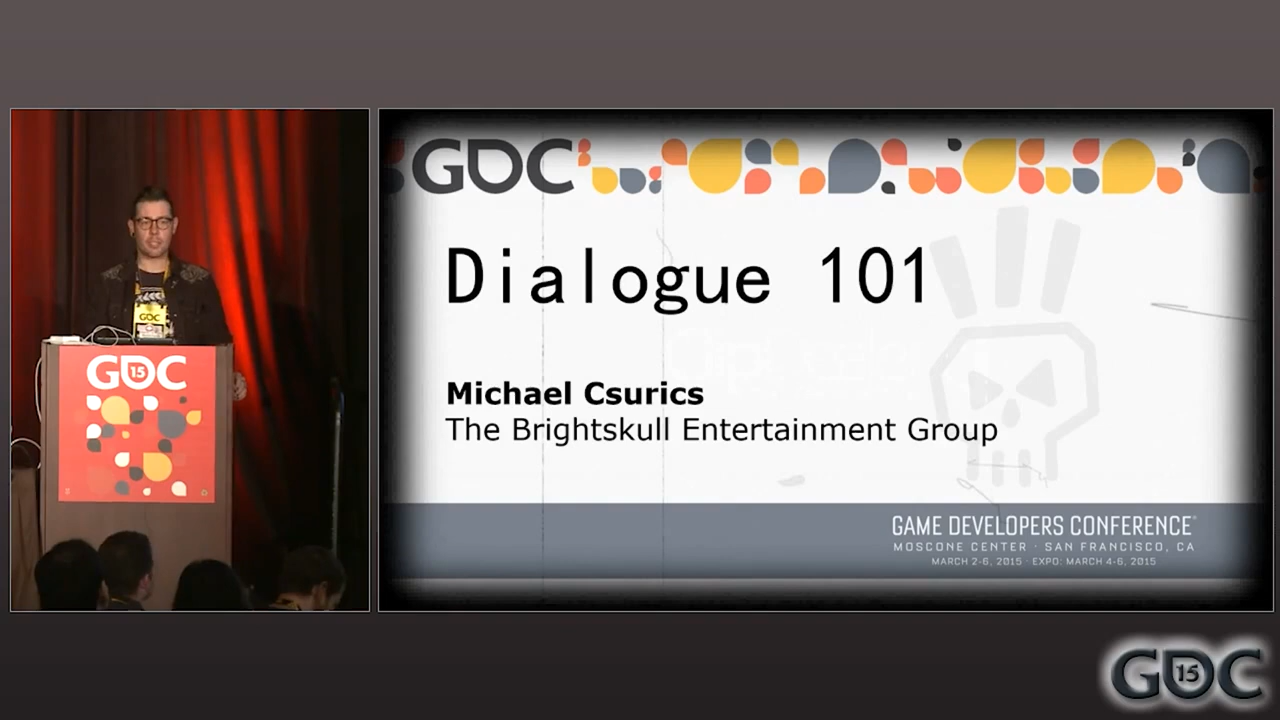 GDC
Dialogue 101
Michael Csurics
The Brightskull Entertainment Group
GAME DEVELOPERS CONFERENCE®
MOSCONE CENTER · SAN FRANCISCO, CA
MARCH 2-6, 2015 · EXPO: MARCH 4-6, 2015
GDC
GDC 15
GDC 15